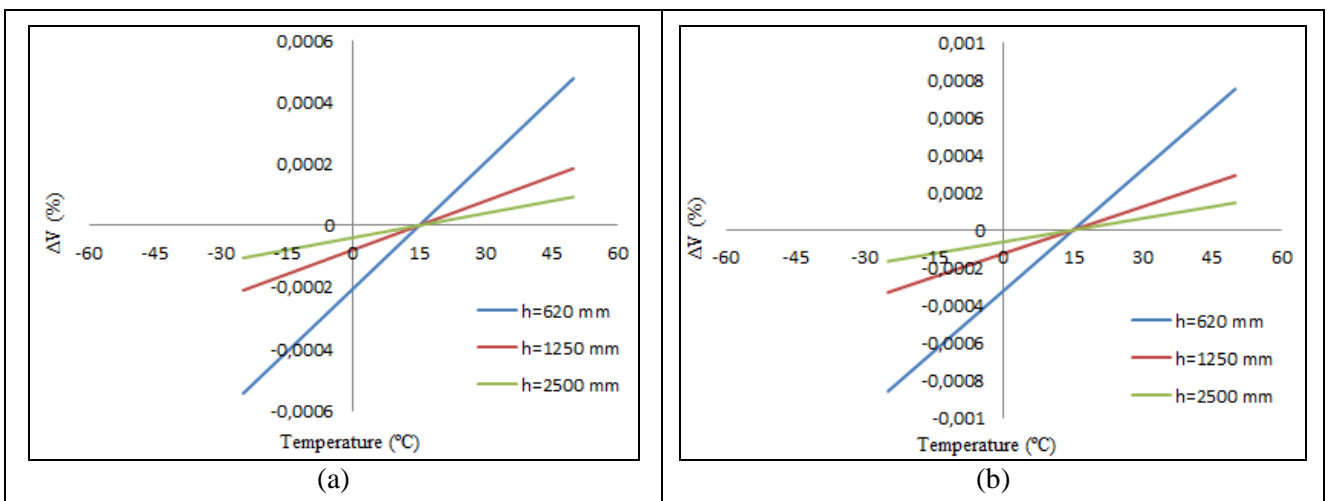 0,0006
0,0004
0,0002
0
-0,0002
-0,0004
-0,0006
-60 -45 -30 -15 0 15 30 45 60
ΔV (%)
Temperature (ºC)
h=620 mm
h=1250 mm
h=2500 mm
(a)
0,001
0,0008
0,0006
0,0004
0,0002
0
-0,0002
-0,0004
-0,0006
-0,0008
-0,001
-60 -45 -30 -15 0 15 30 45 60
ΔV (%)
Temperature (ºC)
h=620 mm
h=1250 mm
h=2500 mm
(b)